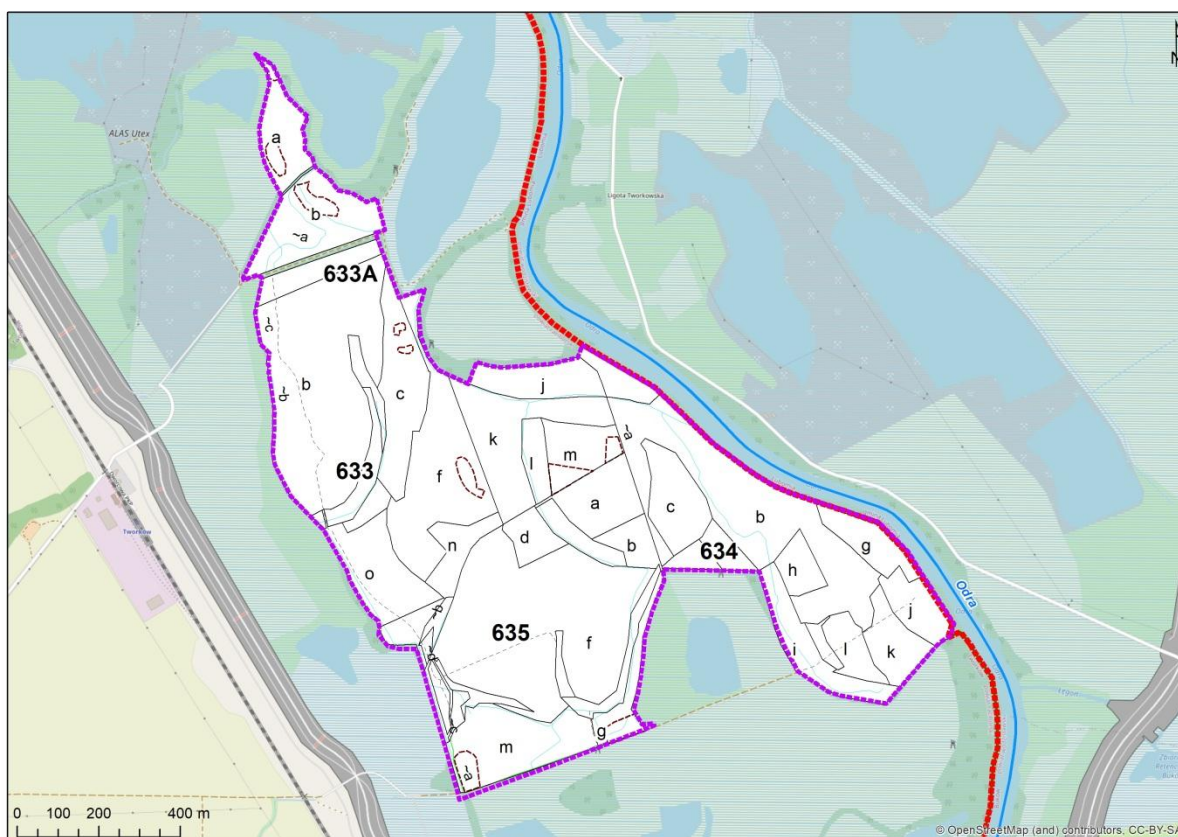 N
ALAS Utex
a
b
~a
Ligota Tworkowska
633A
~c
b
~b
c
j
k
~a
m
633
f
l
a
c
b
g
d
b
634
n
h
Odra
o
Tworków
~b
635
f
j
i
l
k
~d
~c
g
m
~a
0 100 200 400 m
© OpenStreetMap (and) contributors, CC-BY-SA